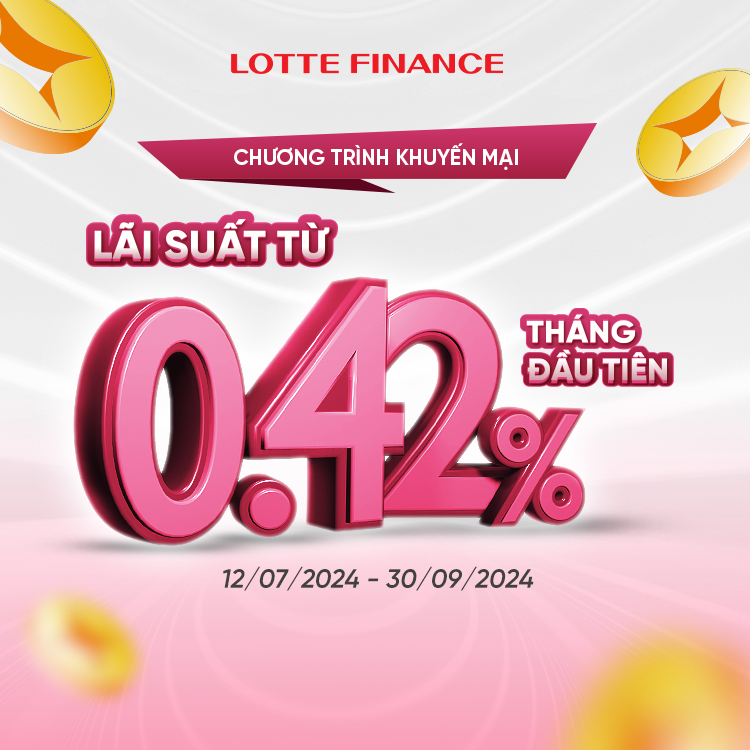 LOTTE FINANCE
CHƯƠNG TRÌNH KHUYẾN MẠI
LÃI SUẤT TỪ
0.42%
THÁNG
ĐẦU TIÊN
12/07/2024 - 30/09/2024